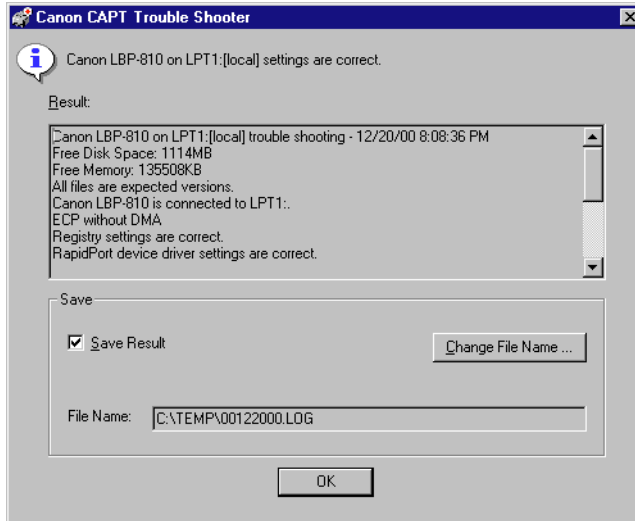 Canon CAPT Trouble Shooter
Canon LBP-810 on LPT1:[local] settings are correct.
Result:
Canon LBP-810 on LPT1:[local] trouble shooting - 12/20/00 8:08:36 PM
Free Disk Space: 1114MB
Free Memory: 135508KB
All files are expected versions.
Canon LBP-810 is connected to LPT1:.
ECP without DMA
Registry settings are correct.
RapidPort device driver settings are correct.
Save
Save Result
Change File Name ...
File Name: C:\TEMP\00122000.LOG
OK